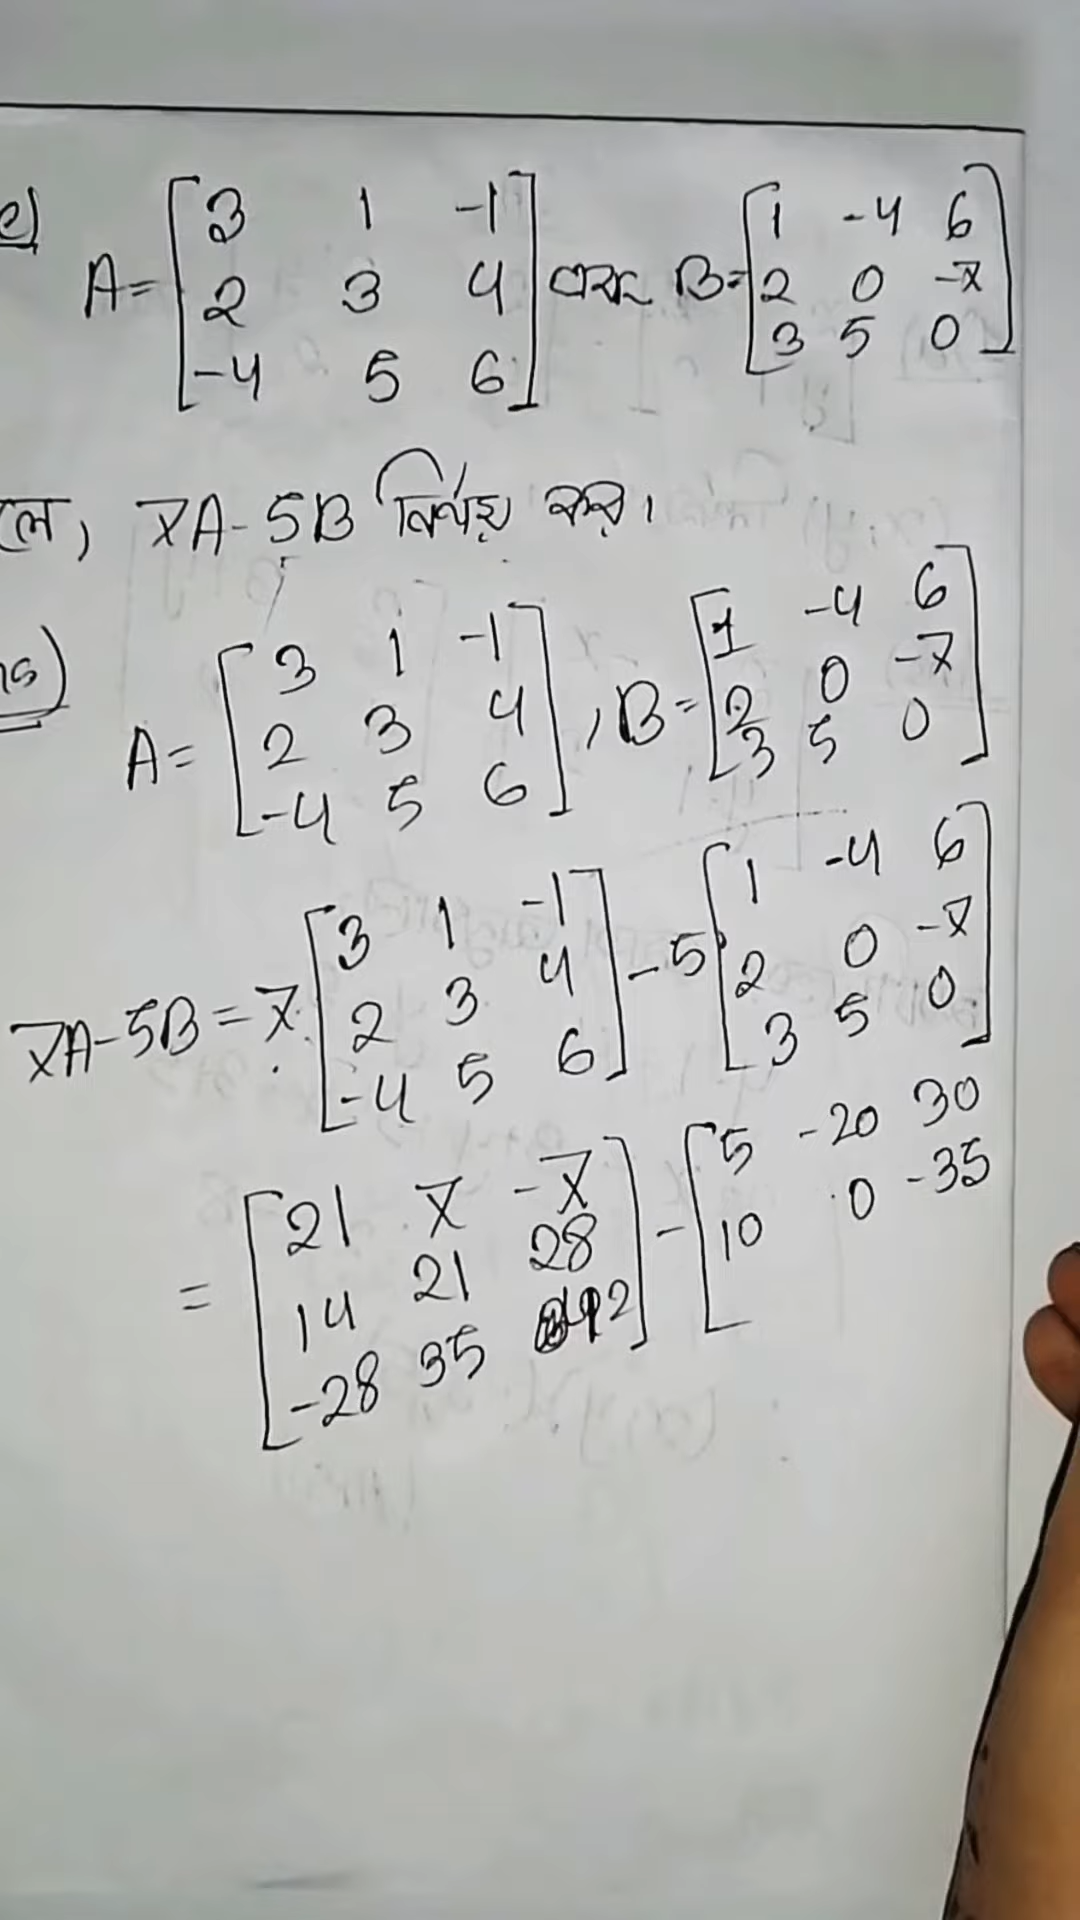 e) A = [3 1 -1
2 3 4
-4 5 6] এবং B = [1 -4 6
2 0 -7
3 5 0]
লে, 7A - 5B নির্ণয় কর।
ns) A = [3 1 -1
2 3 4
-4 5 6], B = [1 -4 6
2 0 -7
3 5 0]
7A - 5B = 7. [3 1 -1
2 3 4
-4 5 6] - 5 [1 -4 6
2 0 -7
3 5 0]
= [21 7 -7
14 21 28
-28 35 42] - [5 -20 30
10 0 -35